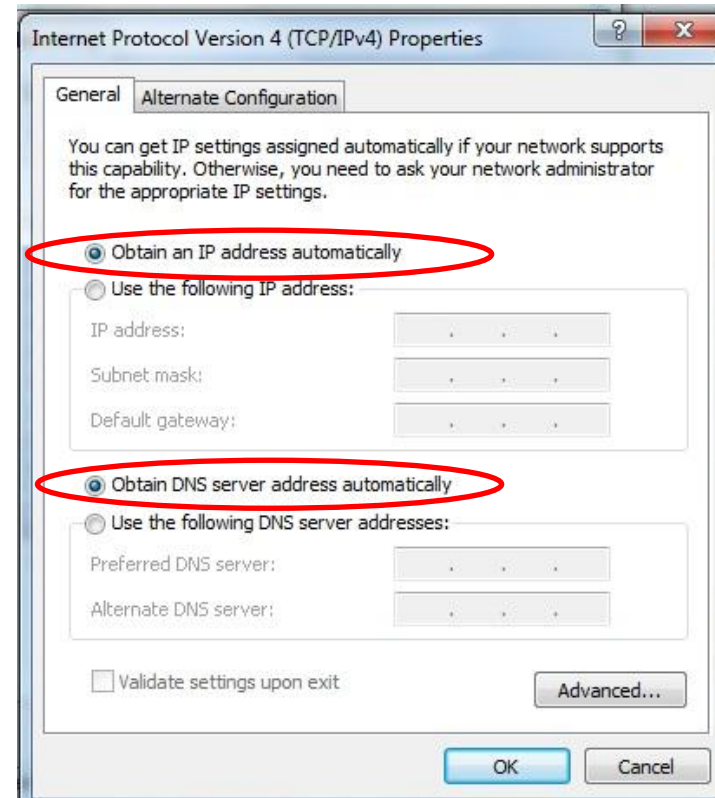 Internet Protocol Version 4 (TCP/IPv4) Properties
?
X
General
Alternate Configuration
You can get IP settings assigned automatically if your network supports
this capability. Otherwise, you need to ask your network administrator
for the appropriate IP settings.
Obtain an IP address automatically
Use the following IP address:
IP address:
. . .
Subnet mask:
. . .
Default gateway:
. . .
Obtain DNS server address automatically
Use the following DNS server addresses:
Preferred DNS server:
. . .
Alternate DNS server:
. . .
Validate settings upon exit
Advanced...
OK
Cancel